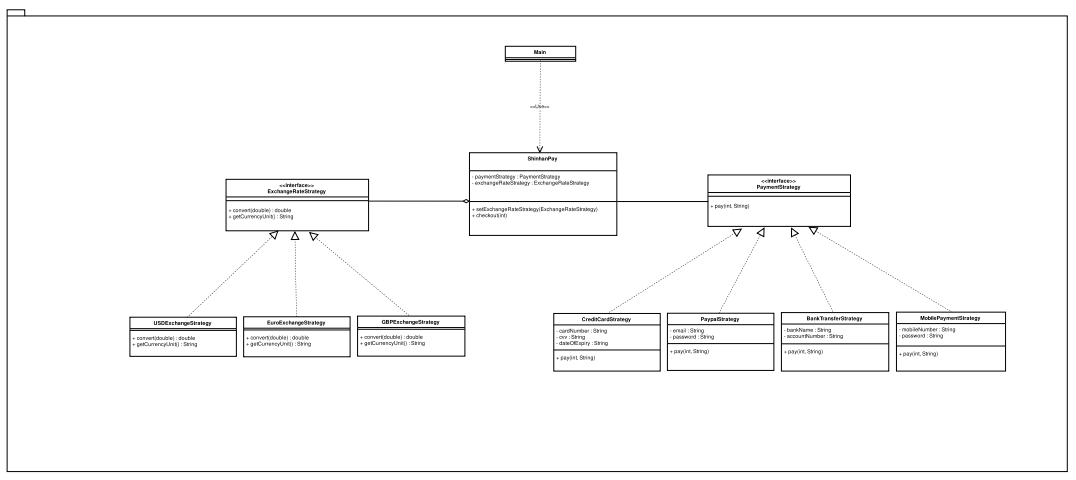 Main
<<Use>>
ShinhanPay
- paymentStrategy : PaymentStrategy
- exchangeRateStrategy : ExchangeRateStrategy
+ setExchangeRateStrategy(ExchangeRateStrategy)
+ checkout(int)
<<interface>>
ExchangeRateStrategy
+ convert(double) : double
+ getCurrencyUnit() : String
<<interface>>
PaymentStrategy
+ pay(int, String)
USDExchangeStrategy
+ convert(double) : double
+ getCurrencyUnit() : String
EuroExchangeStrategy
+ convert(double) : double
+ getCurrencyUnit() : String
GBPExchangeStrategy
+ convert(double) : double
+ getCurrencyUnit() : String
CreditCardStrategy
- cardNumber : String
- cvv : String
- dateOfExpiry : String
+ pay(int, String)
PaypalStrategy
- email : String
- password : String
+ pay(int, String)
BankTransferStrategy
- bankName : String
- accountNumber : String
+ pay(int, String)
MobilePaymentStrategy
- mobileNumber : String
- password : String
+ pay(int, String)